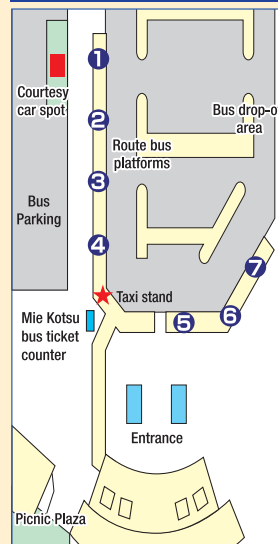 1
Courtesy
car spot
2
Bus drop-o
area
Route bus
platforms
3
Bus
Parking
4
7
Taxi stand
Mie Kotsu
bus ticket
counter
5
6
Entrance
Picnic Plaza